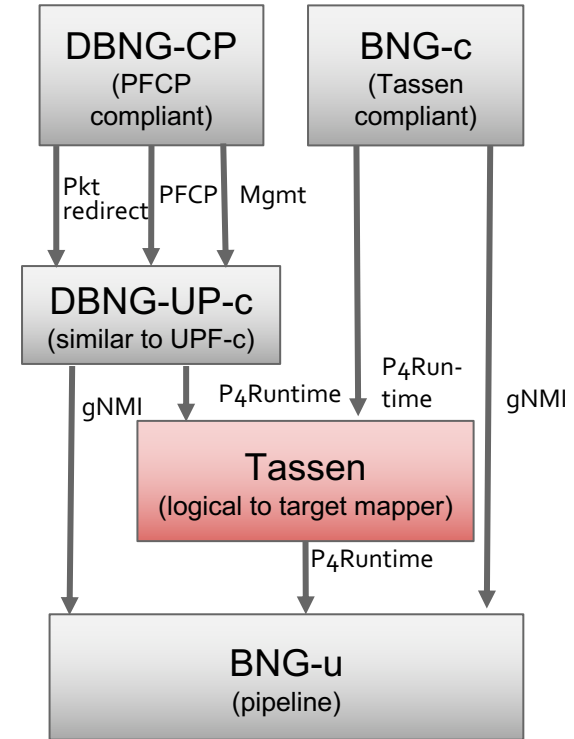 DBNG-CP
(PFCP
compliant)
BNG-c
(Tassen
compliant)
Pkt
redirect
PFCP
Mgmt
DBNG-UP-c
(similar to UPF-c)
gNMI
P4Runtime
P4Run-
time
gNMI
Tassen
(logical to target mapper)
P4Runtime
BNG-u
(pipeline)